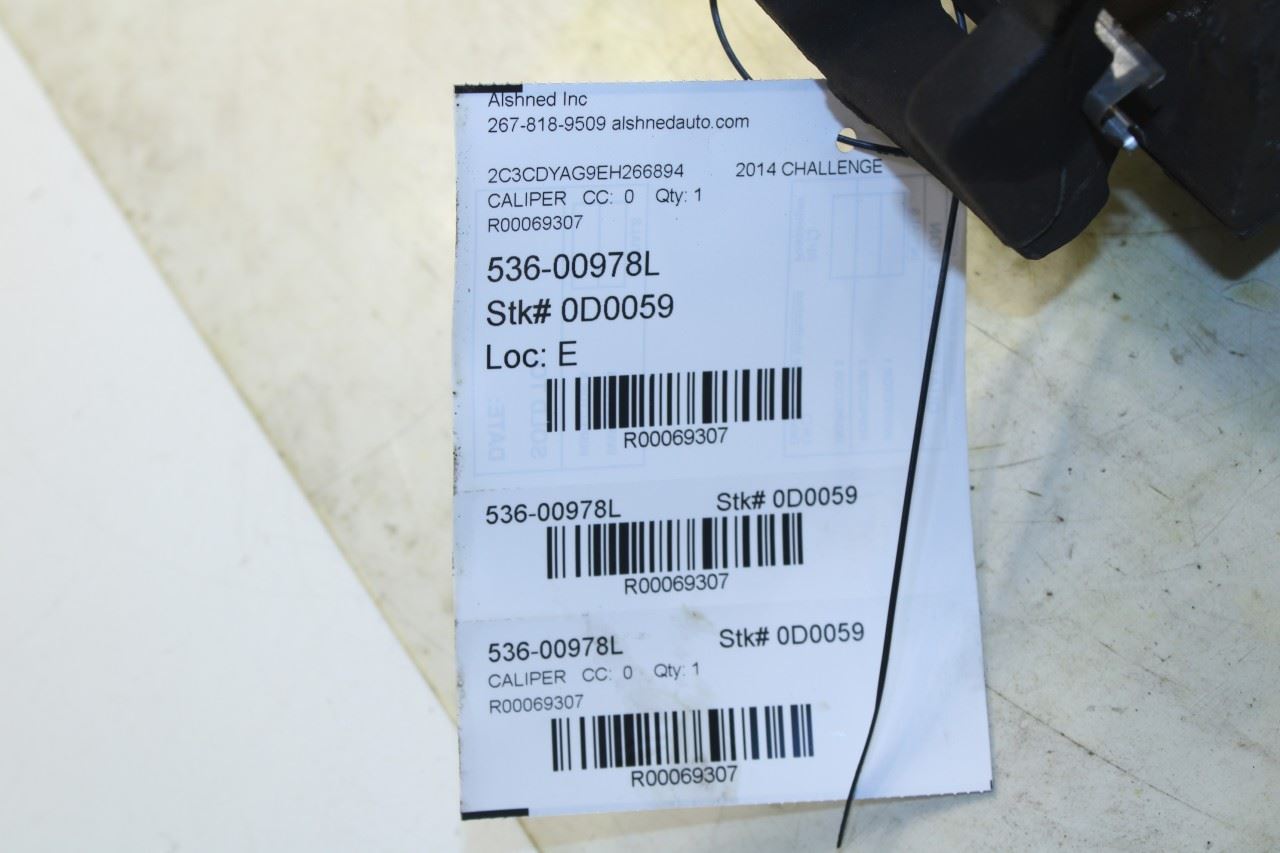 Alshned Inc
267-818-9509 alshnedauto.com
2C3CDYAG9EH266894 2014 CHALLENGE
CALIPER CC: 0 Qty: 1
R00069307
536-00978L
Stk# 0D0059
Loc: E
R00069307
536-00978L Stk# 0D0059
R00069307
536-00978L Stk# 0D0059
CALIPER CC: 0 Qty: 1
R00069307
R00069307